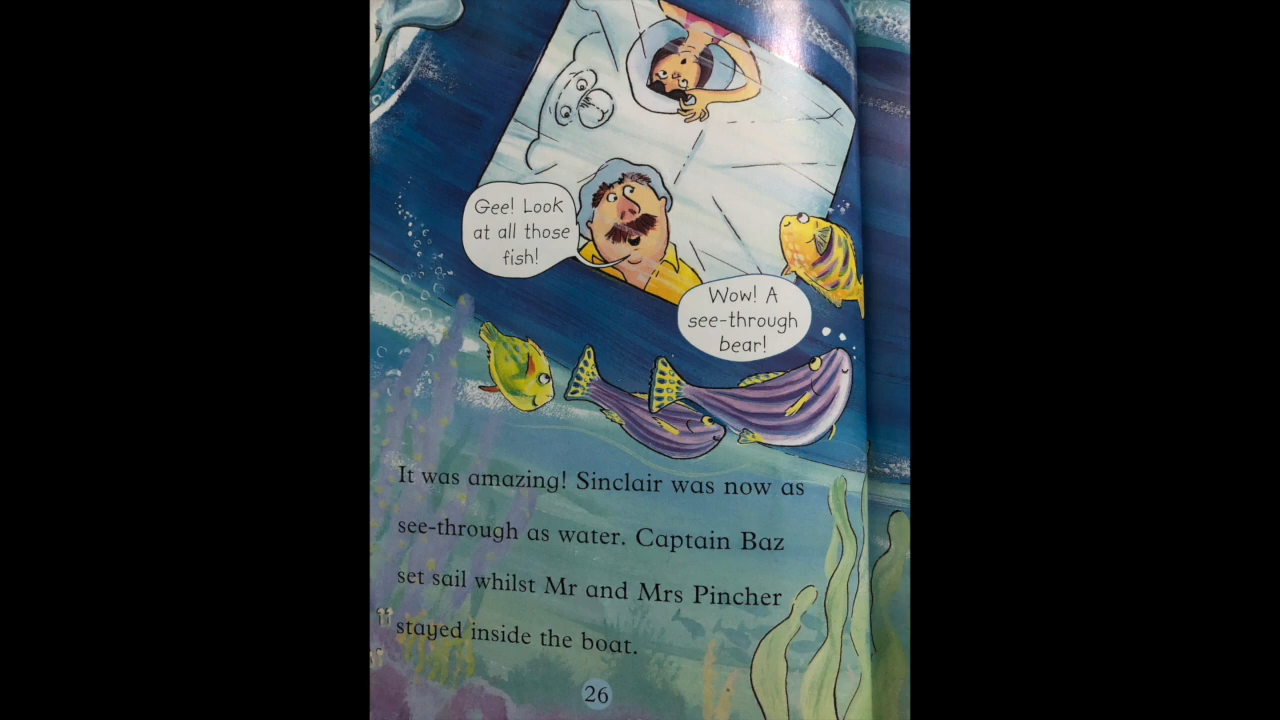 Gee! Look
at all those
fish!
Wow! A
see-through
bear!
It was amazing! Sinclair was now as
see-through as water. Captain Baz
set sail whilst Mr and Mrs Pincher
stayed inside the boat.
26